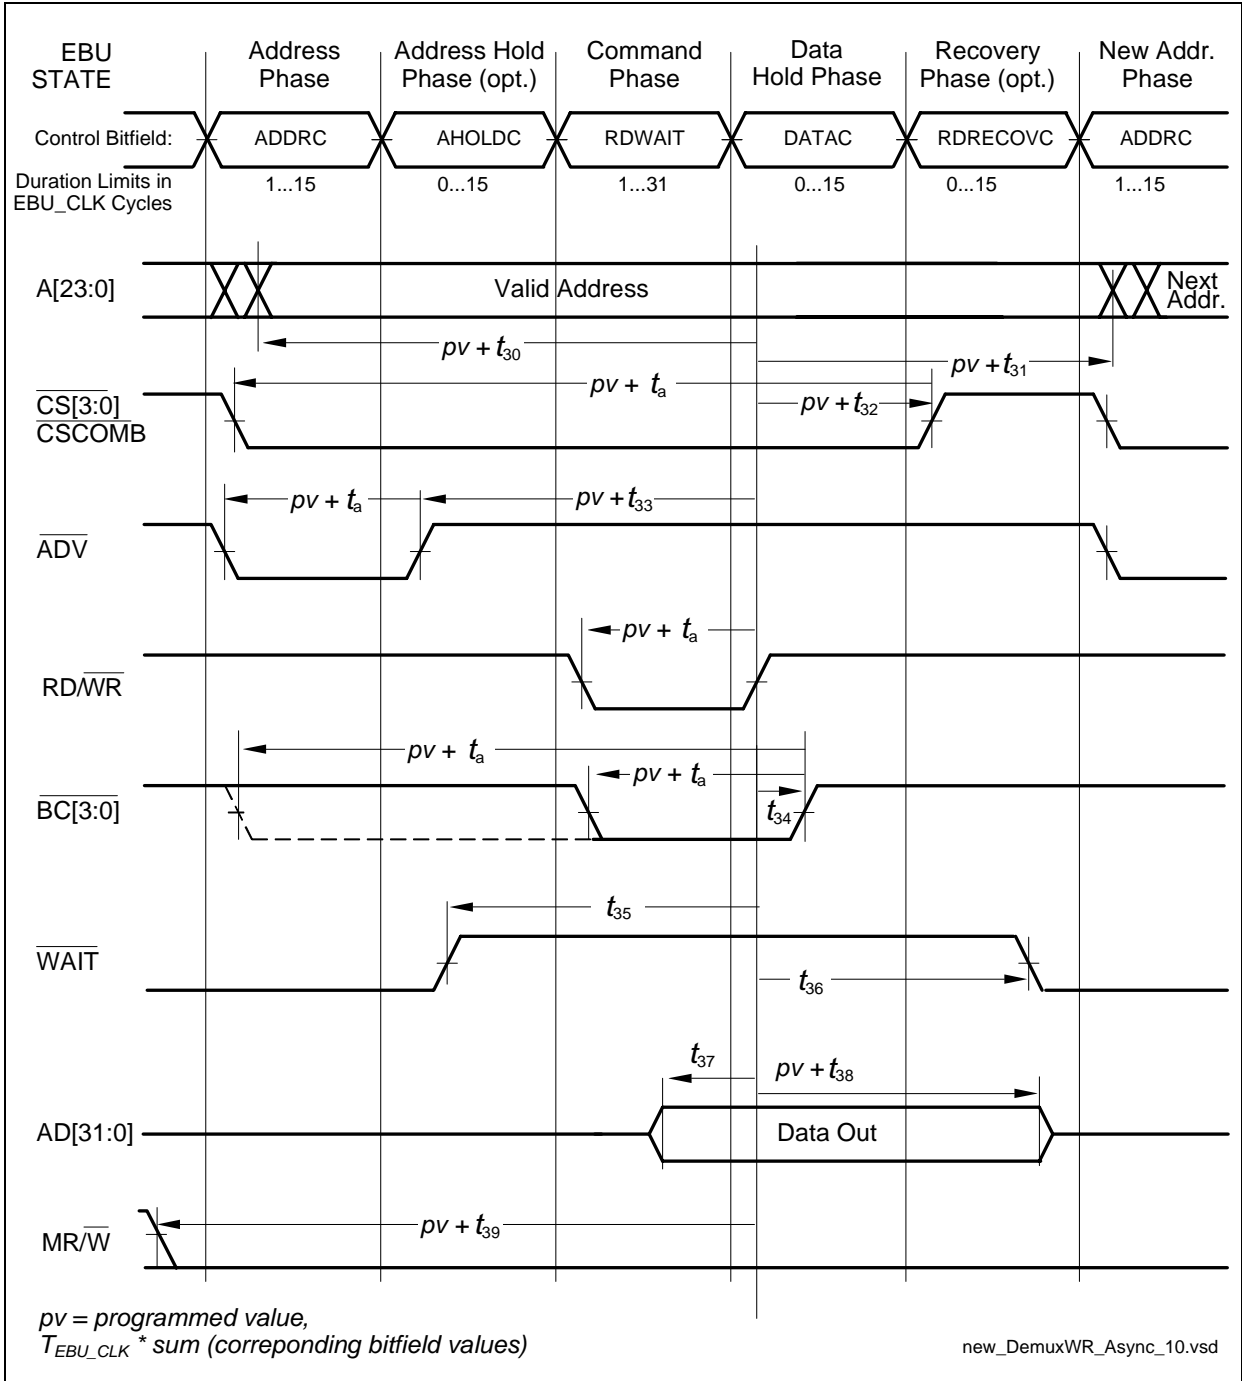 EBU STATE
Address Phase
Address Hold Phase (opt.)
Command Phase
Data Hold Phase
Recovery Phase (opt.)
New Addr. Phase
Control Bitfield:
ADDRC
AHOLDC
RDWAIT
DATAC
RDRECOVC
ADDRC
Duration Limits in EBU_CLK Cycles
1...15
0...15
1...31
0...15
0...15
1...15
A[23:0]
Valid Address
Next Addr.
pv + t30
pv + t31
CS[3:0]
CSCOMB
pv + ta
pv + t32
ADV
pv + ta
pv + t33
RD/WR
pv + ta
BC[3:0]
pv + ta
pv + ta
t34
WAIT
t35
t36
AD[31:0]
t37
pv + t38
Data Out
MR/W
pv + t39
pv = programmed value,
TEBU_CLK * sum (correponding bitfield values)
new_DemuxWR_Async_10.vsd